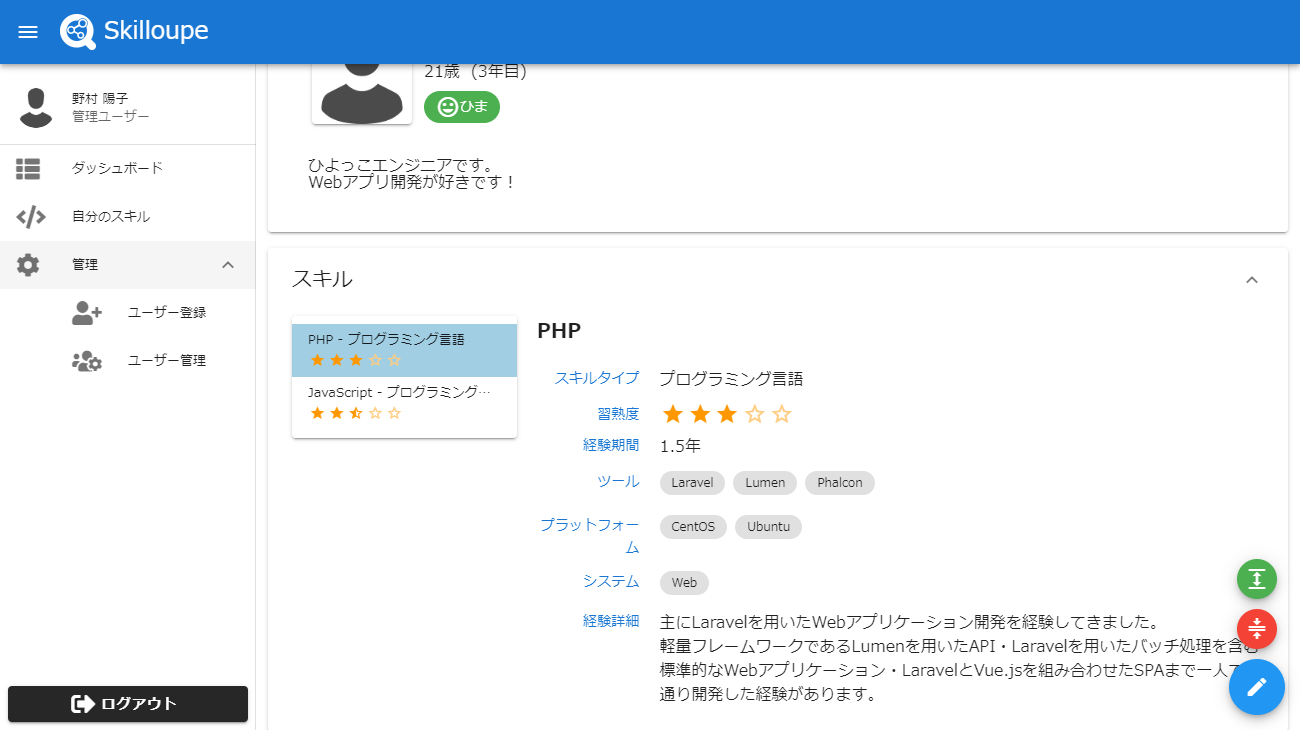 Skilloupe
野村 陽子
管理ユーザー
ダッシュボード
自分のスキル
管理
ユーザー登録
ユーザー管理
ログアウト
21歳 (3年目)
ひま
ひよっこエンジニアです。
Webアプリ開発が好きです！
スキル
PHP - プログラミング言語
JavaScript - プログラミング…
PHP
スキルタイプ プログラミング言語
習熟度
経験期間 1.5年
ツール Laravel Lumen Phalcon
プラットフォー
ム
CentOS Ubuntu
システム Web
経験詳細 主にLaravelを用いたWebアプリケーション開発を経験してきました。
軽量フレームワークであるLumenを用いたAPI・Laravelを用いたバッチ処理を含む
標準的なWebアプリケーション・LaravelとVue.jsを組み合わせたSPAまで一人で
通り開発した経験があります。